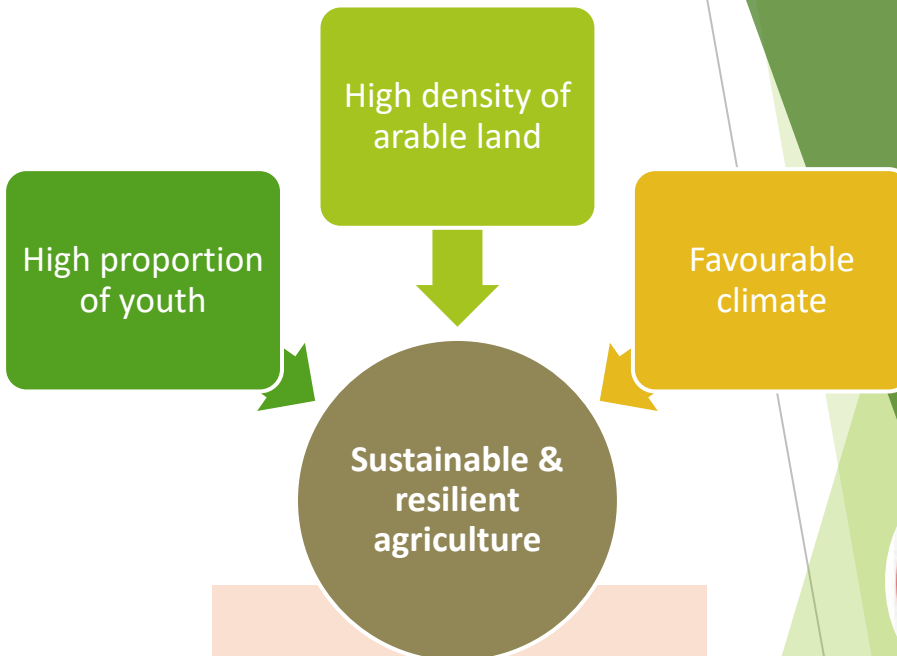 High density of
arable land
High proportion
of youth
Favourable
climate
Sustainable &
resilient
agriculture